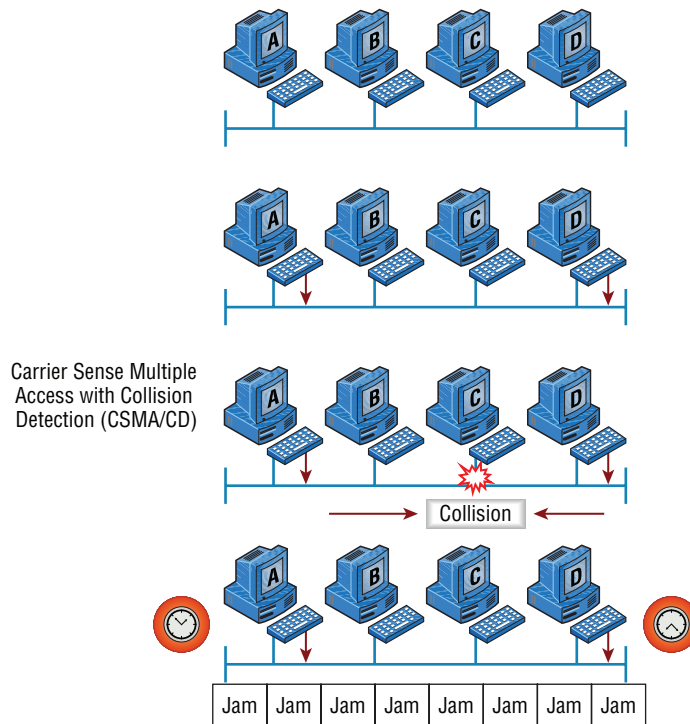 A B C D
A B C D
Carrier Sense Multiple
Access with Collision
Detection (CSMA/CD)
A B C D
Collision
A B C D
Jam Jam Jam Jam Jam Jam Jam Jam